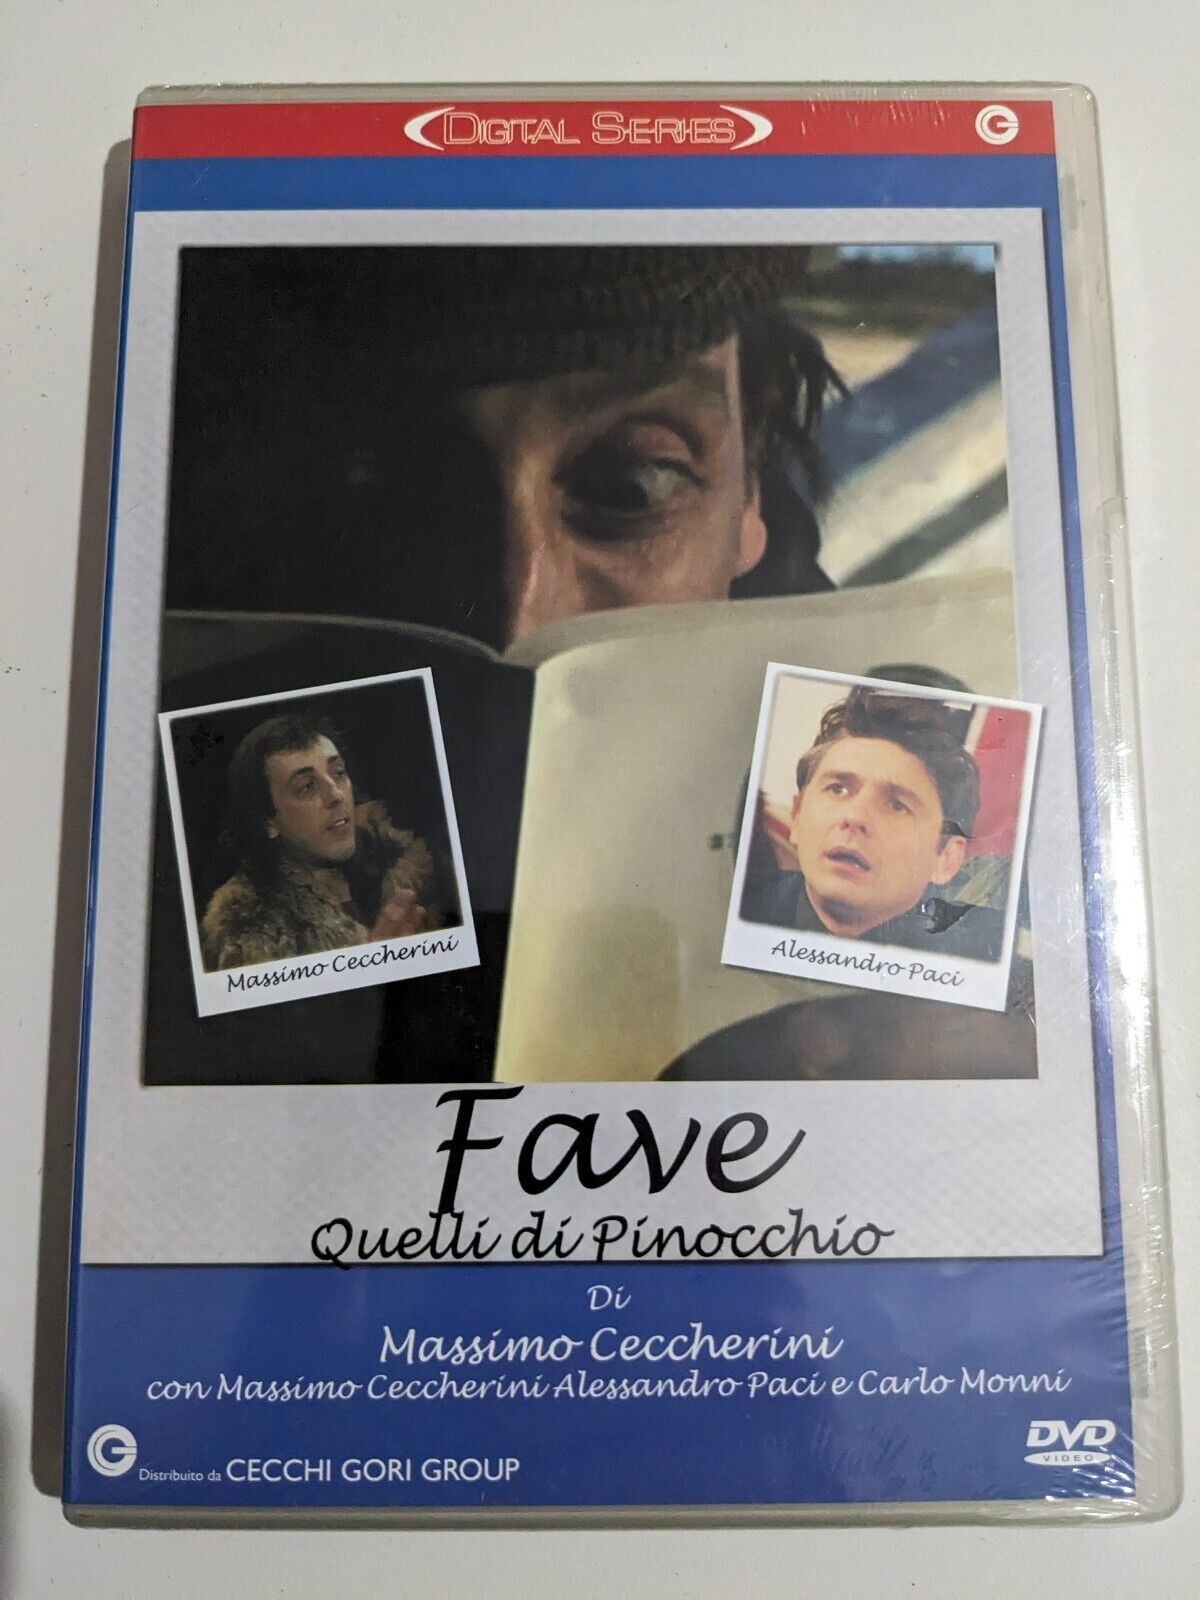 DIGITAL SERIES
Massimo Ceccherini
Alessandro Paci
Fave
Quelli di Pinocchio
Di
Massimo Ceccherini
con Massimo Ceccherini Alessandro Paci e Carlo Monni
Distribuito da CECCHI GORI GROUP
DVD
VIDEO